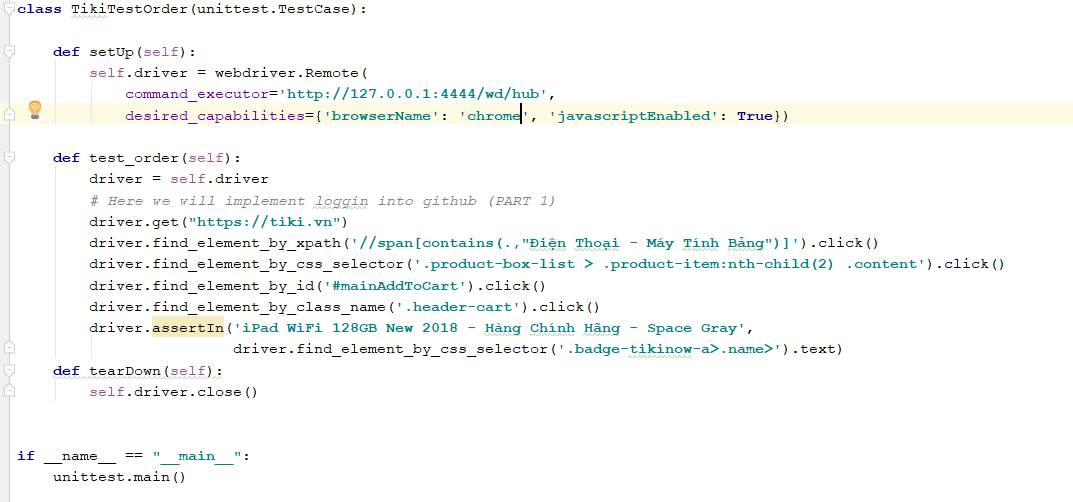 class TikiTestOrder(unittest.TestCase):
def setUp(self):
self.driver = webdriver.Remote(
command_executor='http://127.0.0.1:4444/wd/hub',
desired_capabilities={'browserName': 'chrome', 'javascriptEnabled': True})
def test_order(self):
driver = self.driver
# Here we will implement loggin into github (PART 1)
driver.get("https://tiki.vn")
driver.find_element_by_xpath('//span[contains(.,"Điện Thoại - Máy Tính Bảng")]').click()
driver.find_element_by_css_selector('.product-box-list > .product-item:nth-child(2) .content').click()
driver.find_element_by_id('#mainAddToCart').click()
driver.find_element_by_class_name('.header-cart').click()
driver.assertIn('iPad WiFi 128GB New 2018 - Hàng Chính Hãng - Space Gray',
driver.find_element_by_css_selector('.badge-tikinow-a>.name>').text)
def tearDown(self):
self.driver.close()
if __name__ == "__main__":
unittest.main()